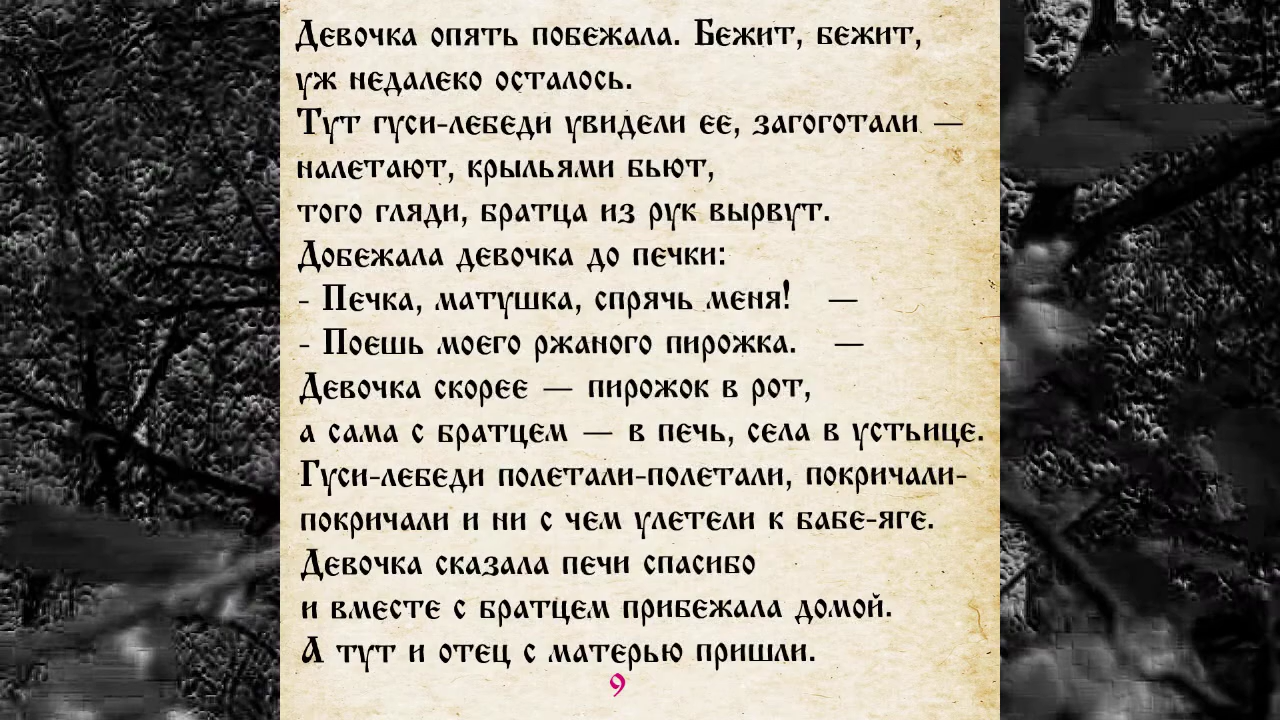 Девочка опять побежала. Бежит, бежит,
уж недалеко осталось.
Тут гуси-лебеди увидели ее, загоготали —
налетают, крыльями бьют,
того гляди, братца из рук вырвут.
Добежала девочка до печки:
- Печка, матушка, спрячь меня! —
- Поешь моего ржаного пирожка. —
Девочка скорее — пирожок в рот,
а сама с братцем — в печь, села в устьице.
Гуси-лебеди полетали-полетали, покричали-
покричали и ни с чем улетели к бабе-яге.
Девочка сказала печи спасибо
и вместе с братцем прибежала домой.
А тут и отец с матерью пришли.
9